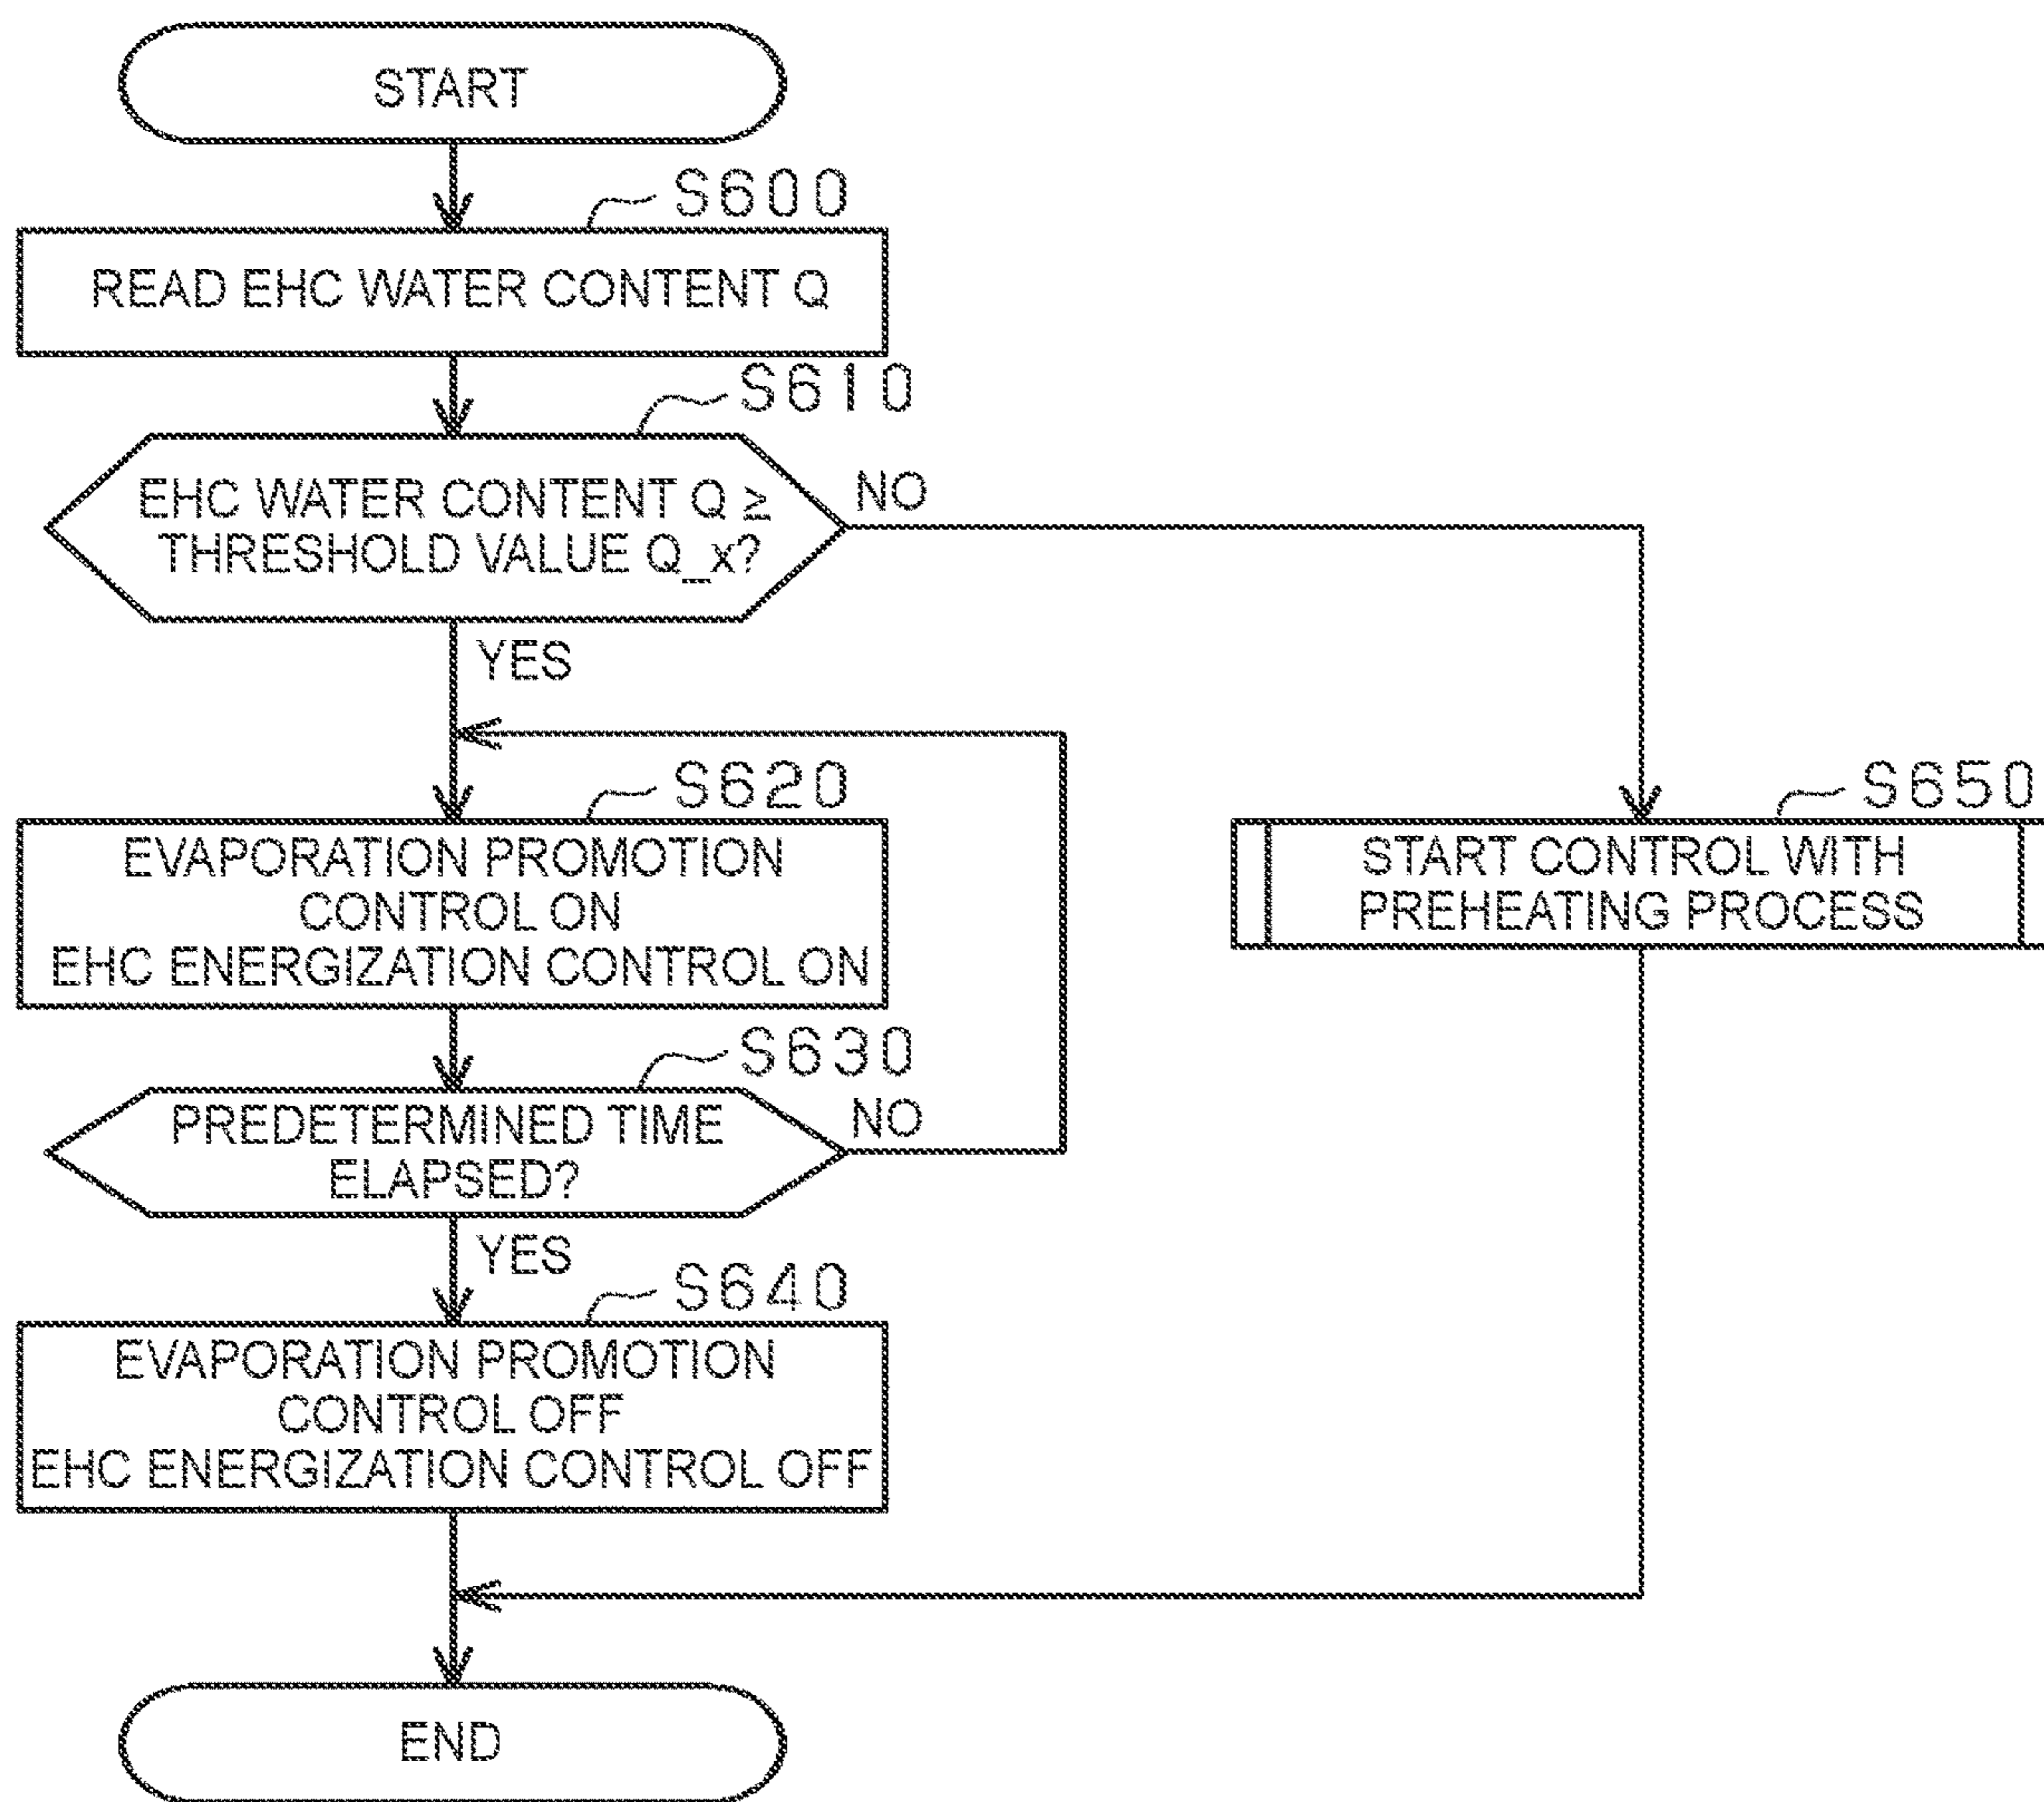 START
S600
READ EHC WATER CONTENT Q
S610
EHC WATER CONTENT Q ≥
THRESHOLD VALUE Q_x?
NO
YES
S620
EVAPORATION PROMOTION
CONTROL ON
EHC ENERGIZATION CONTROL ON
S650
START CONTROL WITH
PREHEATING PROCESS
S630
PREDETERMINED TIME
ELAPSED?
NO
YES
S640
EVAPORATION PROMOTION
CONTROL OFF
EHC ENERGIZATION CONTROL OFF
END